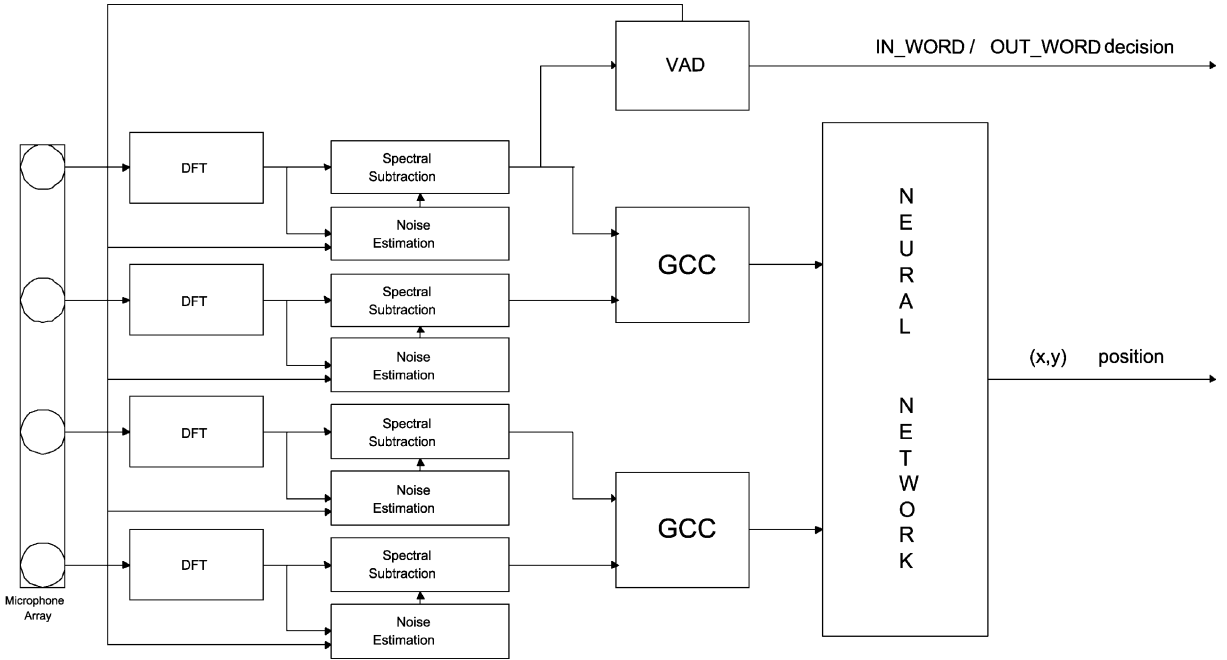 VAD
IN_WORD / OUT_WORD decision
DFT
Spectral
Subtraction
Noise
Estimation
GCC
DFT
Spectral
Subtraction
Noise
Estimation
DFT
Spectral
Subtraction
Noise
Estimation
GCC
DFT
Spectral
Subtraction
Noise
Estimation
Microphone
Array
N
E
U
R
A
L
N
E
T
W
O
R
K
(x,y) position